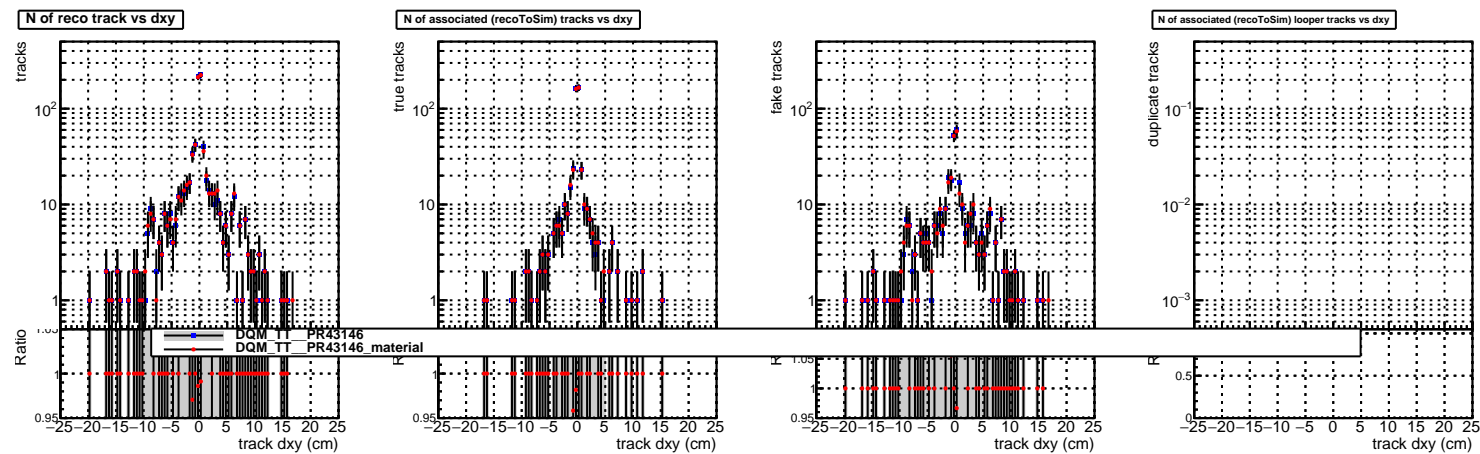 N of reco track vs dxy
N of associated (recoToSim) tracks vs dxy
N of associated (recoToSim) looper tracks vs dxy
tracks
true tracks
fake tracks
duplicate tracks
10²
10
1
10²
10
1
10²
10
1
10⁻¹
10⁻²
10⁻³
DQM_TT__PR43146
DQM_TT__PR43146_material
Ratio
1
0.95
1
0.95
1.05
1
0.95
0.5
0
−25 −20 −15 −10 −5 0 5 10 15 20 25
track dxy (cm)
−25 −20 −15 −10 −5 0 5 10 15 20 25
track dxy (cm)
−25 −20 −15 −10 −5 0 5 10 15 20 25
track dxy (cm)
−25 −20 −15 −10 −5 0 5 10 15 20 25
track dxy (cm)